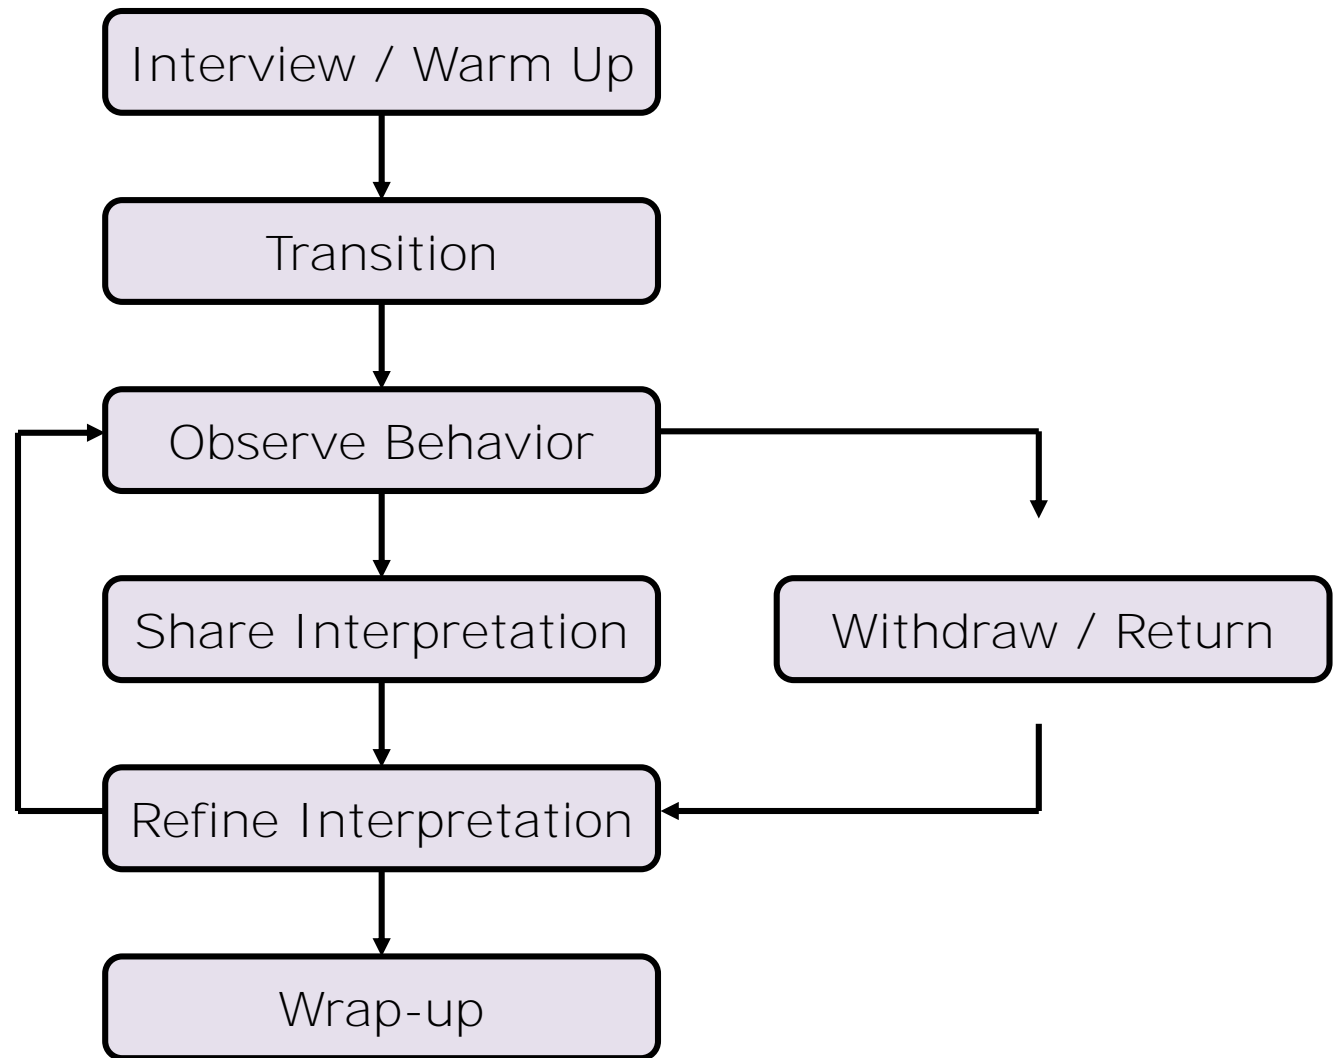 Interview / Warm Up
Transition
Observe Behavior
Share Interpretation
Withdraw / Return
Refine Interpretation
Wrap-up